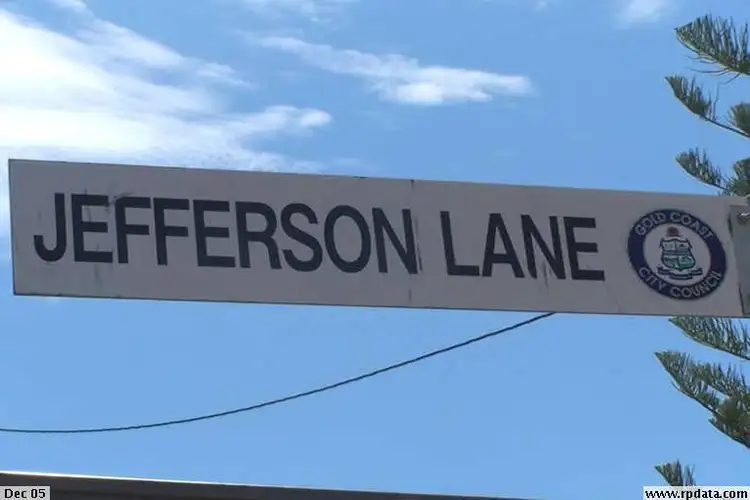 JEFFERSON LANE
GOLD COAST
CITY COUNCIL
Dec 05
www.rpdata.com